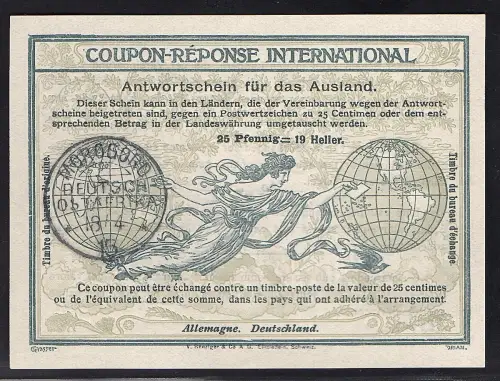 COUPON-RÉPONSE INTERNATIONAL
Antwortschein für das Ausland.
Dieser Schein kann in den Ländern, die der Vereinbarung wegen der Antwort-
scheine beigetreten sind, gegen ein Postwertzeichen zu 25 Centimen oder dem ent-
sprechenden Betrag in der Landeswährung umgetauscht werden.
25 Pfennig = 19 Heller.
MOROGORO
DEUTSCH
OSTAFRIKA
Timbre du bureau d'origine.
Timbre du bureau d'échange.
Ce coupon peut être échangé contre un timbre-poste de la valeur de 25 centimes
ou de l'équivalent de cette somme, dans les pays qui ont adhéré à l'arrangement.
Allemagne. Deutschland.
& Co A G. Einsiedeln, Schweiz.